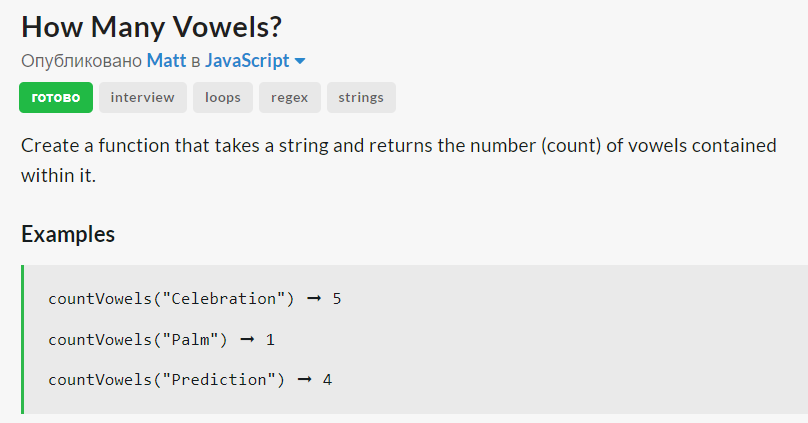 How Many Vowels?
Опубликовано Matt в JavaScript
готово interview loops regex strings
Create a function that takes a string and returns the number (count) of vowels contained
within it.
Examples
countVowels("Celebration") ➞ 5
countVowels("Palm") ➞ 1
countVowels("Prediction") ➞ 4